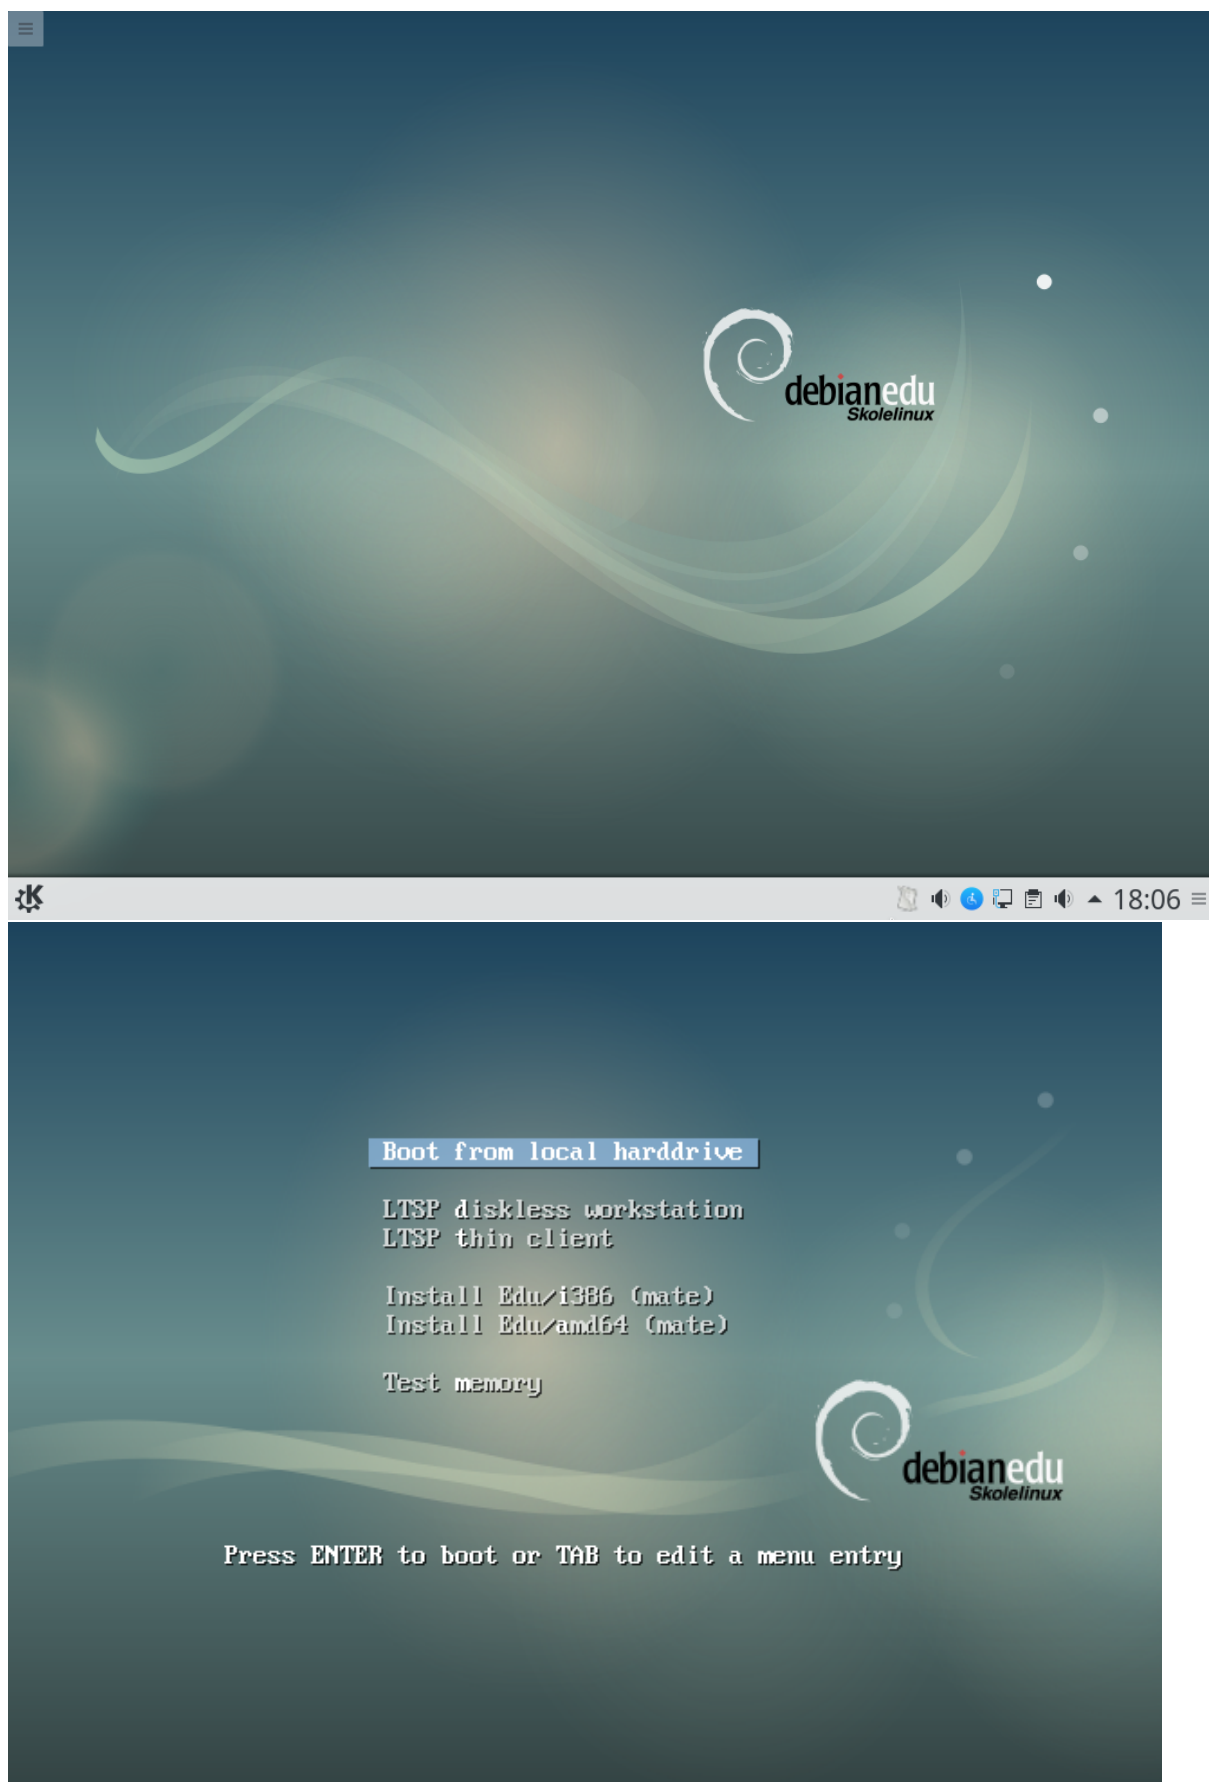 debianedu
Skolelinux
18:06
Boot from local harddrive
LTSP diskless workstation
LTSP thin client
Install Edu/i386 (mate)
Install Edu/amd64 (mate)
Test memory
debianedu
Skolelinux
Press ENTER to boot or TAB to edit a menu entry